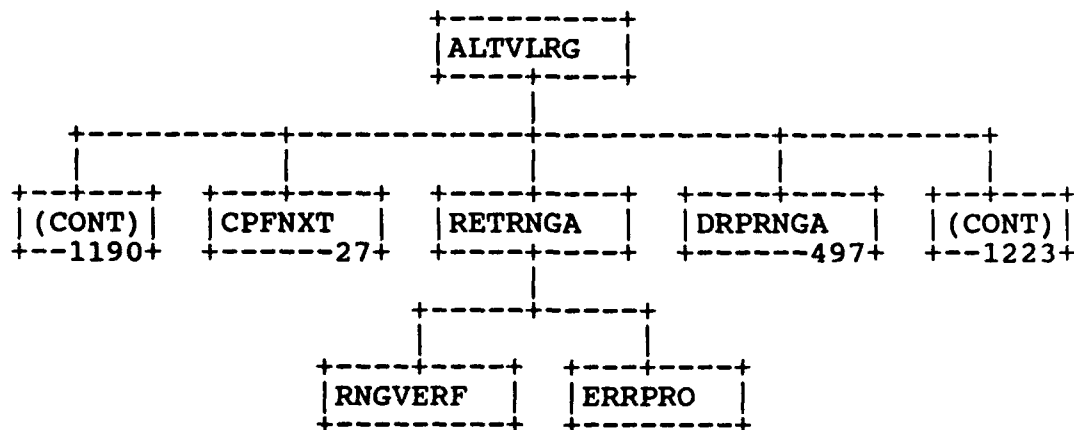 ALTVLRG
(CONT) CPFNXT RETRNGA DRPRNGA (CONT)
1190 27 497 1223
RNGVERF ERRPRO